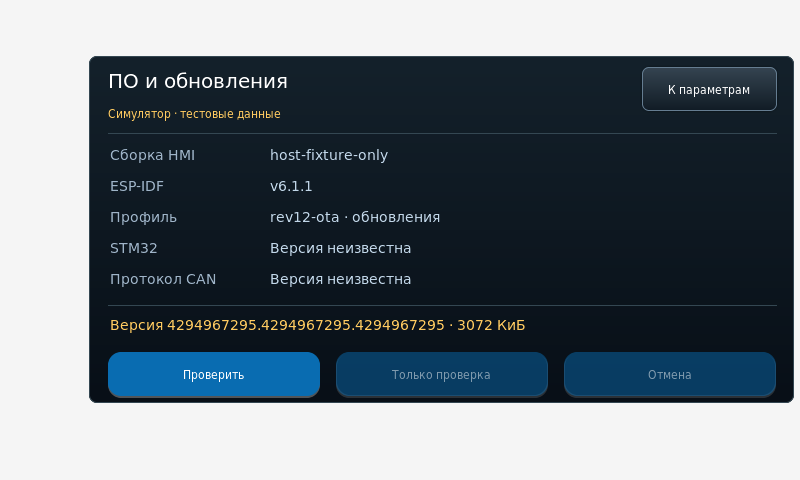 ПО и обновления
К параметрам
Симулятор · тестовые данные
Сборка HMI host-fixture-only
ESP-IDF v6.1.1
Профиль rev12-ota · обновления
STM32 Версия неизвестна
Протокол CAN Версия неизвестна
Версия 4294967295.4294967295.4294967295 · 3072 КиБ
Проверить Только проверка Отмена